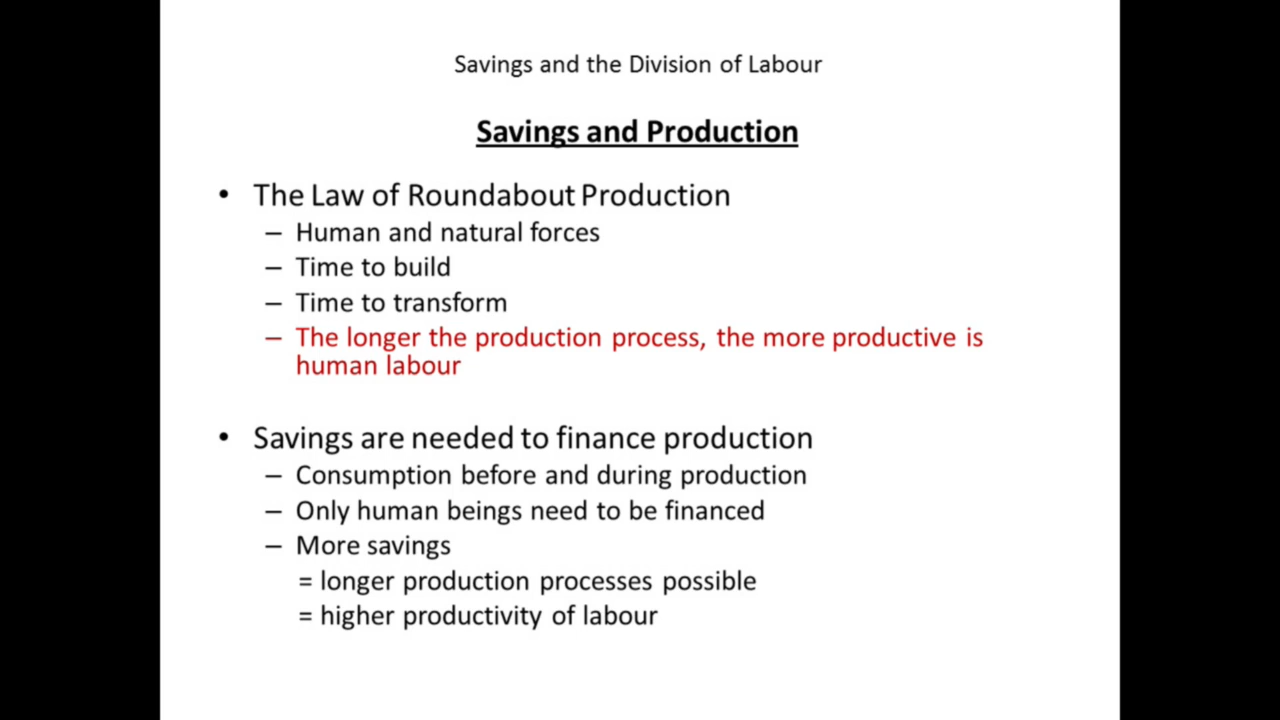 Savings and the Division of Labour
Savings and Production
• The Law of Roundabout Production
– Human and natural forces
– Time to build
– Time to transform
– The longer the production process, the more productive is
human labour
• Savings are needed to finance production
– Consumption before and during production
– Only human beings need to be financed
– More savings
= longer production processes possible
= higher productivity of labour